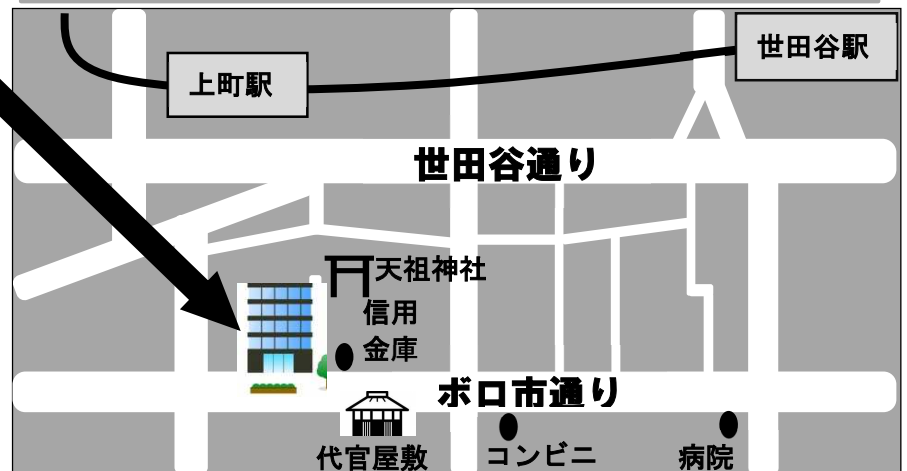 世田谷駅
上町駅
世田谷通り
天祖神社
信用
金庫
ボロ市通り
代官屋敷
コンビニ
病院